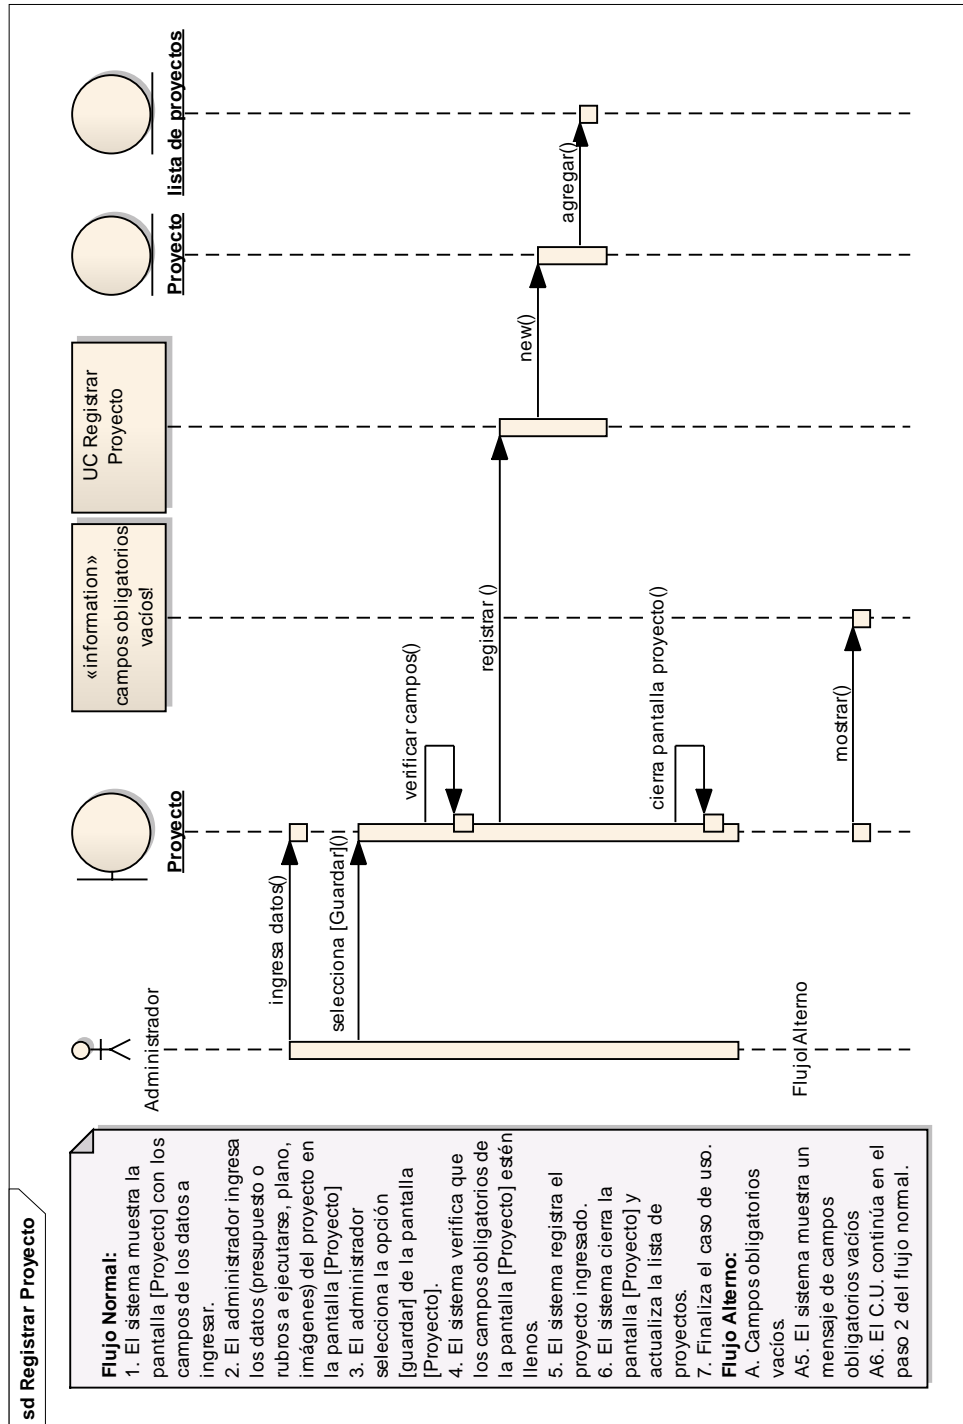 sd Registrar Proyecto
Flujo Normal:
1. El sistema muestra la
pantalla [Proyecto] con los
campos de los datos a
ingresar.
2. El administrador ingresa
los datos (presupuesto o
rubros a ejecutarse, plano,
imágenes) del proyecto en
la pantalla [Proyecto]
3. El administrador
selecciona la opción
[guardar] de la pantalla
[Proyecto].
4. El sistema verifica que
los campos obligatorios de
la pantalla [Proyecto] estén
llenos.
5. El sistema registra el
proyecto ingresado.
6. El sistema cierra la
pantalla [Proyecto] y
actualiza la lista de
proyectos.
7. Finaliza el caso de uso.
Flujo Alterno:
A. Campos obligatorios
vacíos.
A5. El sistema muestra un
mensaje de campos
obligatorios vacíos
A6. El C.U. continúa en el
paso 2 del flujo normal.
Administrador
Proyecto
«information»
campos obligatorios
vacíos!
UC Registrar
Proyecto
Proyecto
lista de proyectos
ingresa datos()
selecciona [Guardar]()
verificar campos()
registrar ()
new()
agregar()
cierra pantalla proyecto()
FlujolAlterno
mostrar()